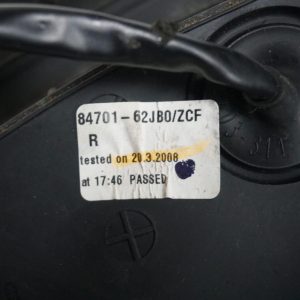 84701-62JB0/ZCF
R
tested on 20.3.2008
at 17:46 PASSED